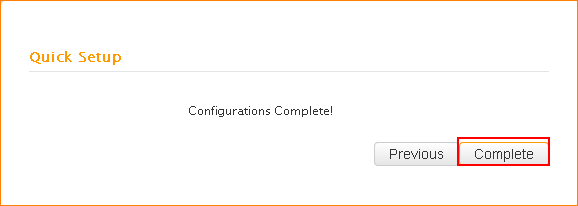 Quick Setup
Configurations Complete!
Previous Complete